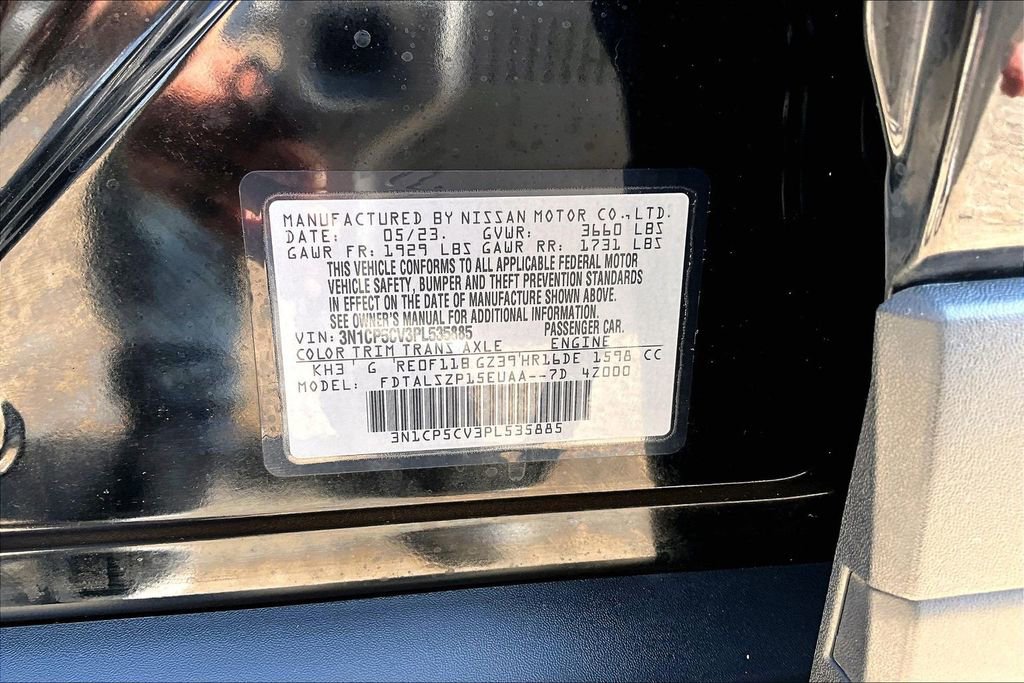 MANUFACTURED BY NISSAN MOTOR CO., LTD.
DATE: 05/23. GVWR: 3660 LBS
GAWR FR: 1929 LBS GAWR RR: 1731 LBS
THIS VEHICLE CONFORMS TO ALL APPLICABLE FEDERAL MOTOR
VEHICLE SAFETY, BUMPER AND THEFT PREVENTION STANDARDS
IN EFFECT ON THE DATE OF MANUFACTURE SHOWN ABOVE.
SEE OWNER'S MANUAL FOR ADDITIONAL INFORMATION.
VIN: 3N1CP5CV3PL535885 PASSENGER CAR.
COLOR TRIM TRANS AXLE ENGINE
KH3 G RE0F11B GZ39 HR16DE 1598 CC
MODEL: FDTALSZP15EUAA--7D 4Z000
3N1CP5CV3PL535885